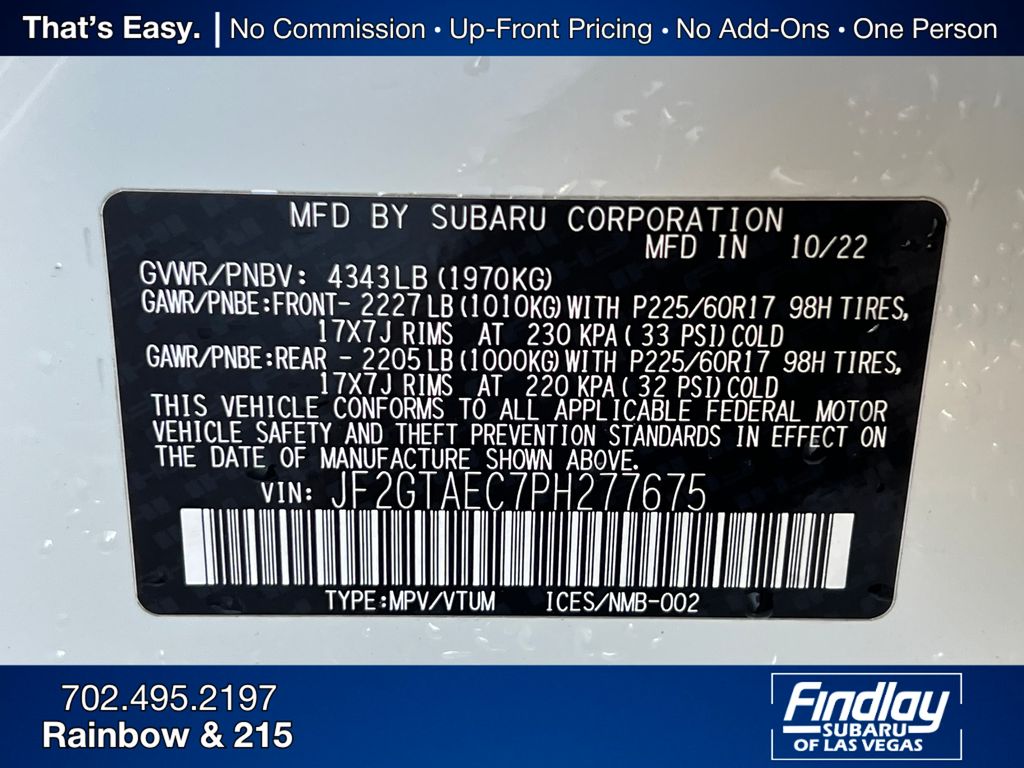 That's Easy. | No Commission • Up-Front Pricing • No Add-Ons • One Person
MFD BY SUBARU CORPORATION
MFD IN 10/22
GVWR/PNBV: 4343LB (1970KG)
GAWR/PNBE:FRONT- 2227LB (1010KG) WITH P225/60R17 98H TIRES,
17X7J RIMS AT 230 KPA ( 33 PSI) COLD
GAWR/PNBE:REAR - 2205LB (1000KG) WITH P225/60R17 98H TIRES,
17X7J RIMS AT 220 KPA ( 32 PSI) COLD
THIS VEHICLE CONFORMS TO ALL APPLICABLE FEDERAL MOTOR
VEHICLE SAFETY AND THEFT PREVENTION STANDARDS IN EFFECT ON
THE DATE OF MANUFACTURE SHOWN ABOVE.
VIN: JF2GTAEC7PH277675
TYPE:MPV/VTUM ICES/NMB-002
702.495.2197
Rainbow & 215
Findlay
SUBARU
OF LAS VEGAS